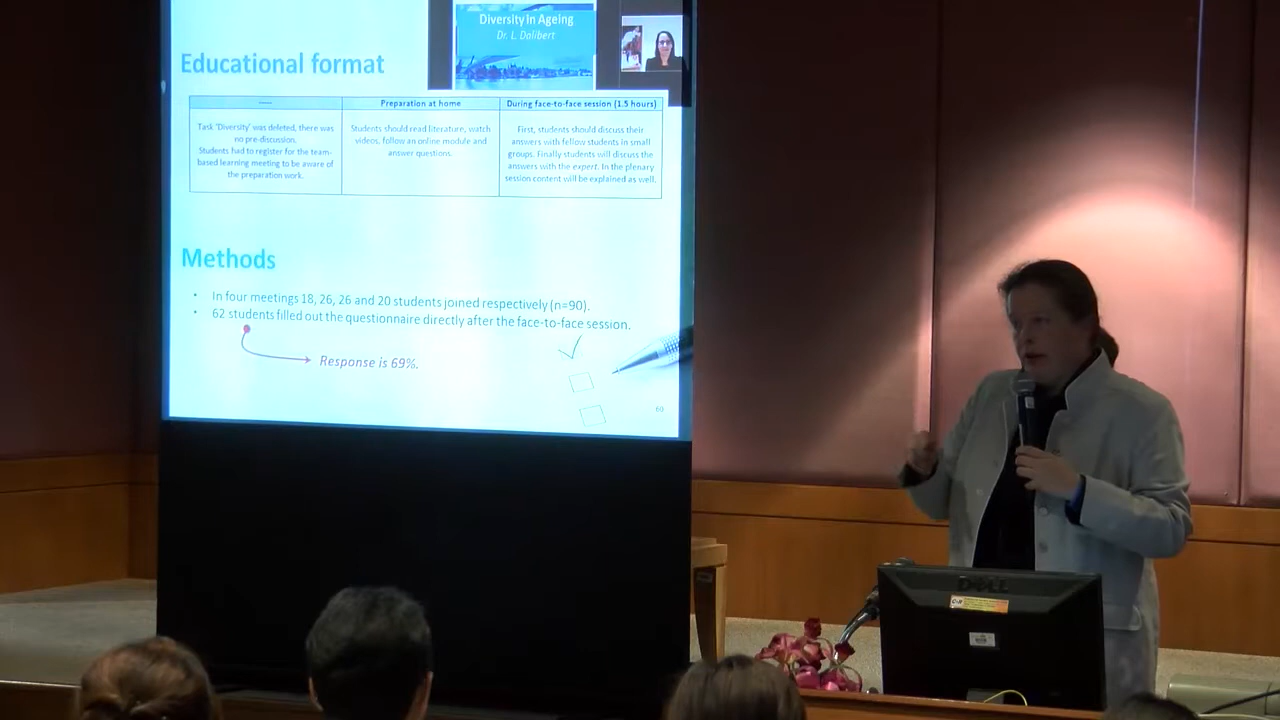 Diversity in Ageing
Dr. L. Dalibert
Educational format
Preparation at home
During face-to-face session (1.5 hours)
Task 'Diversity' was deleted, there was
no pre-discussion.
Students had to register for the team-
based learning meeting to be aware of
the preparation work.
Students should read literature, watch
videos, follow an online module and
answer questions.
First, students should discuss their
answers with fellow students in small
groups. Finally students will discuss the
answers with the expert. In the plenary
session content will be explained as well.
Methods
• In four meetings 18, 26, 26 and 20 students joined respectively (n=90).
• 62 students filled out the questionnaire directly after the face-to-face session.
Response is 69%.
DELL